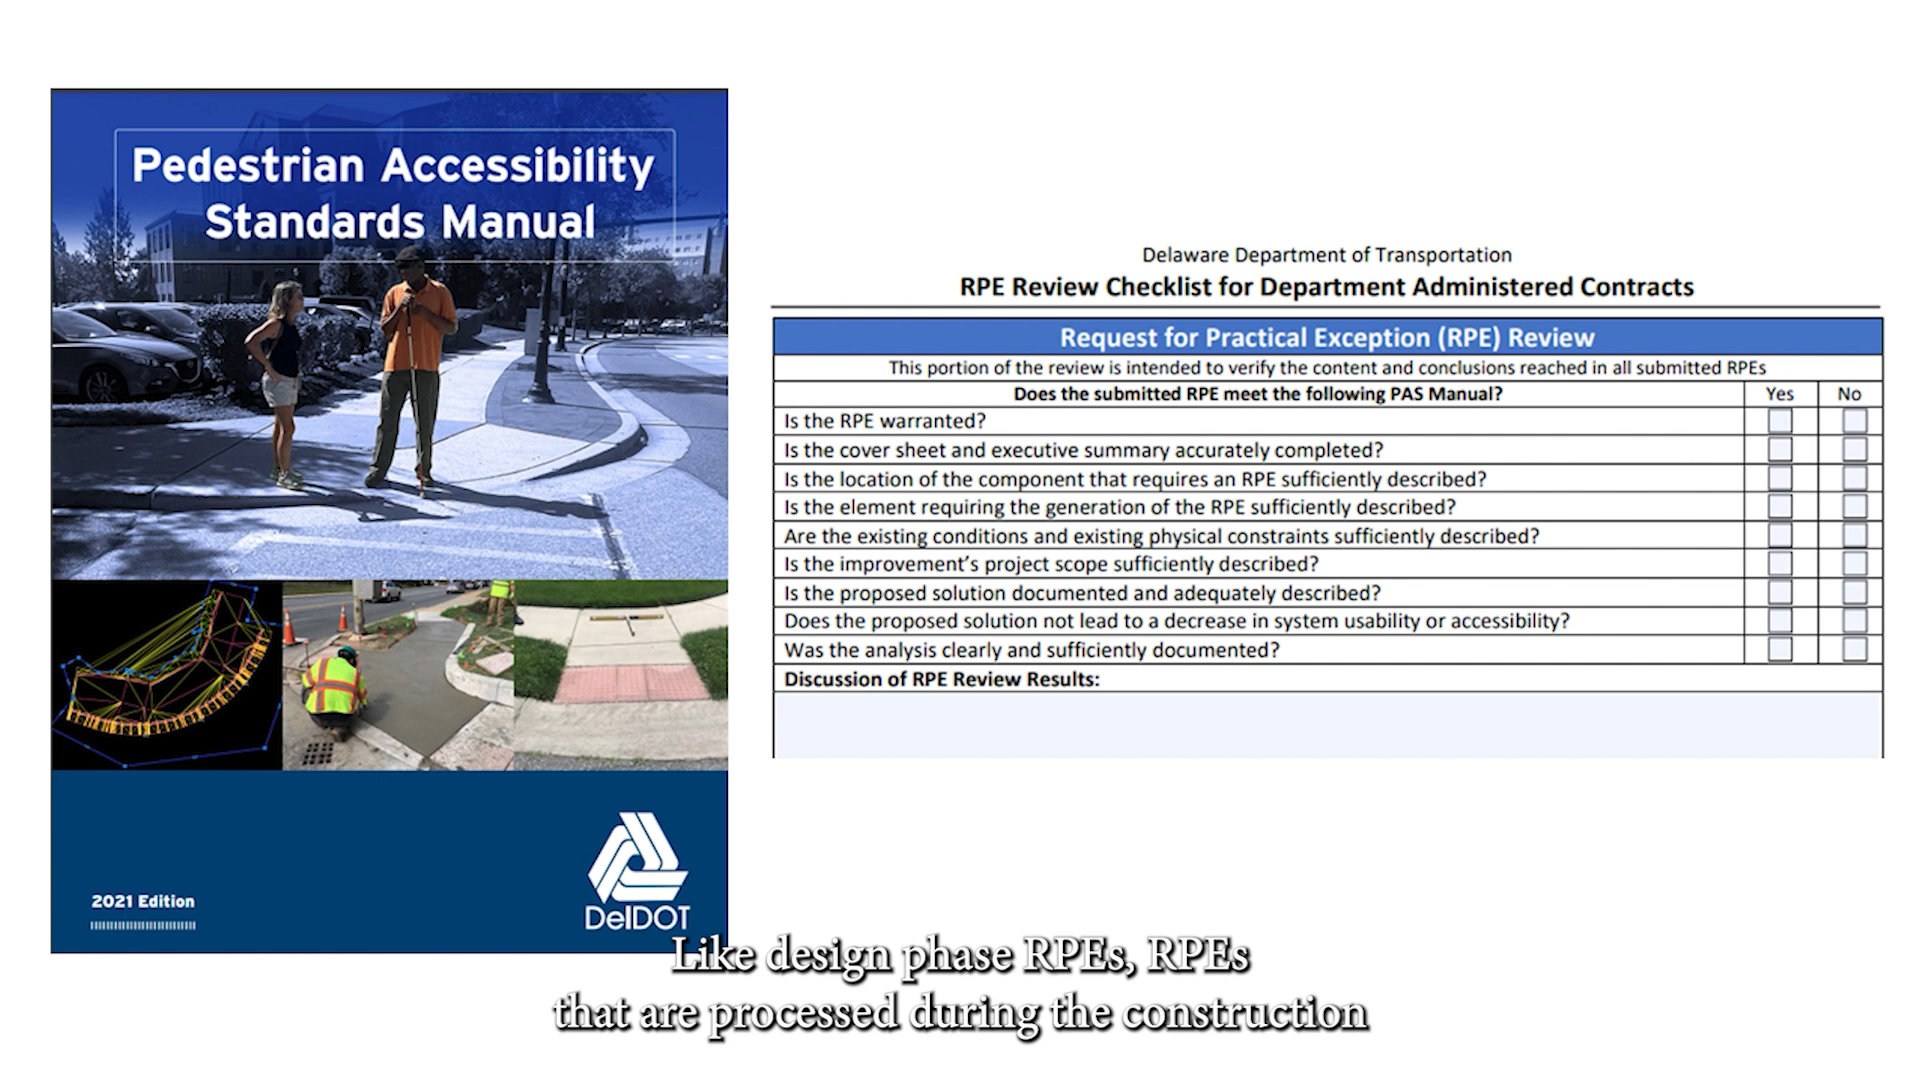 Pedestrian Accessibility
Standards Manual
2021 Edition
DelDOT
Delaware Department of Transportation
RPE Review Checklist for Department Administered Contracts
Request for Practical Exception (RPE) Review
This portion of the review is intended to verify the content and conclusions reached in all submitted RPEs
Does the submitted RPE meet the following PAS Manual? Yes No
Is the RPE warranted?
Is the cover sheet and executive summary accurately completed?
Is the location of the component that requires an RPE sufficiently described?
Is the element requiring the generation of the RPE sufficiently described?
Are the existing conditions and existing physical constraints sufficiently described?
Is the improvement's project scope sufficiently described?
Is the proposed solution documented and adequately described?
Does the proposed solution not lead to a decrease in system usability or accessibility?
Was the analysis clearly and sufficiently documented?
Discussion of RPE Review Results:
Like design phase RPEs, RPEs
that are processed during the construction